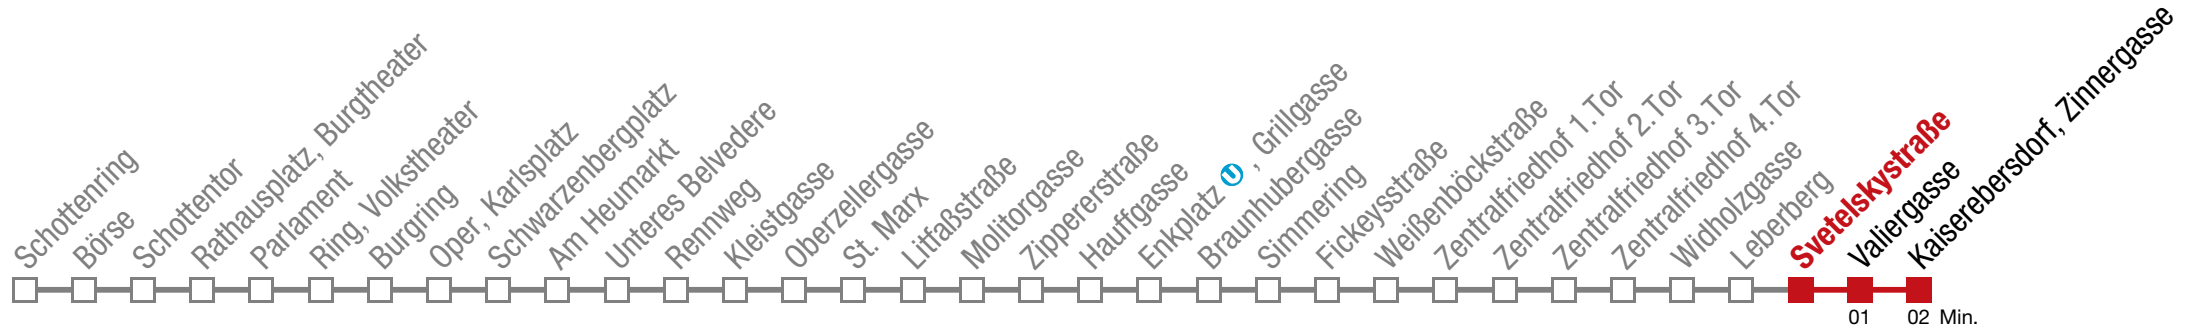 Schottenring
Börse
Schottentor
Rathausplatz, Burgtheater
Parlament
Ring, Volkstheater
Burgring
Oper, Karlsplatz
Schwarzenbergplatz
Am Heumarkt
Unteres Belvedere
Rennweg
Kleistgasse
Oberzellergasse
St. Marx
Litfaßstraße
Molitorgasse
Zippererstraße
Hauffgasse
Enkplatz U , Grillgasse
Braunhubergasse
Simmering
Fickeysstraße
Weißenböckstraße
Zentralfriedhof 1.Tor
Zentralfriedhof 2.Tor
Zentralfriedhof 3.Tor
Zentralfriedhof 4.Tor
Widholzgasse
Leberberg
Svetelskystraße
Valiergasse
Kaiserebersdorf, Zinnergasse
01 02 Min.